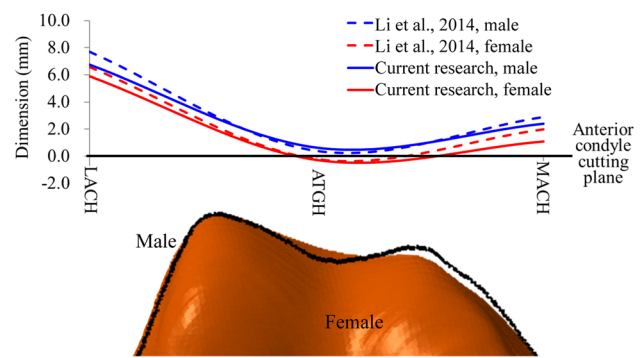 10.0
8.0
6.0
4.0
2.0
0.0
-2.0
Dimension (mm)
Li et al., 2014, male
Li et al., 2014, female
Current research, male
Current research, female
Anterior
condyle
cutting
plane
LACH
ATGH
MACH
Male
Female